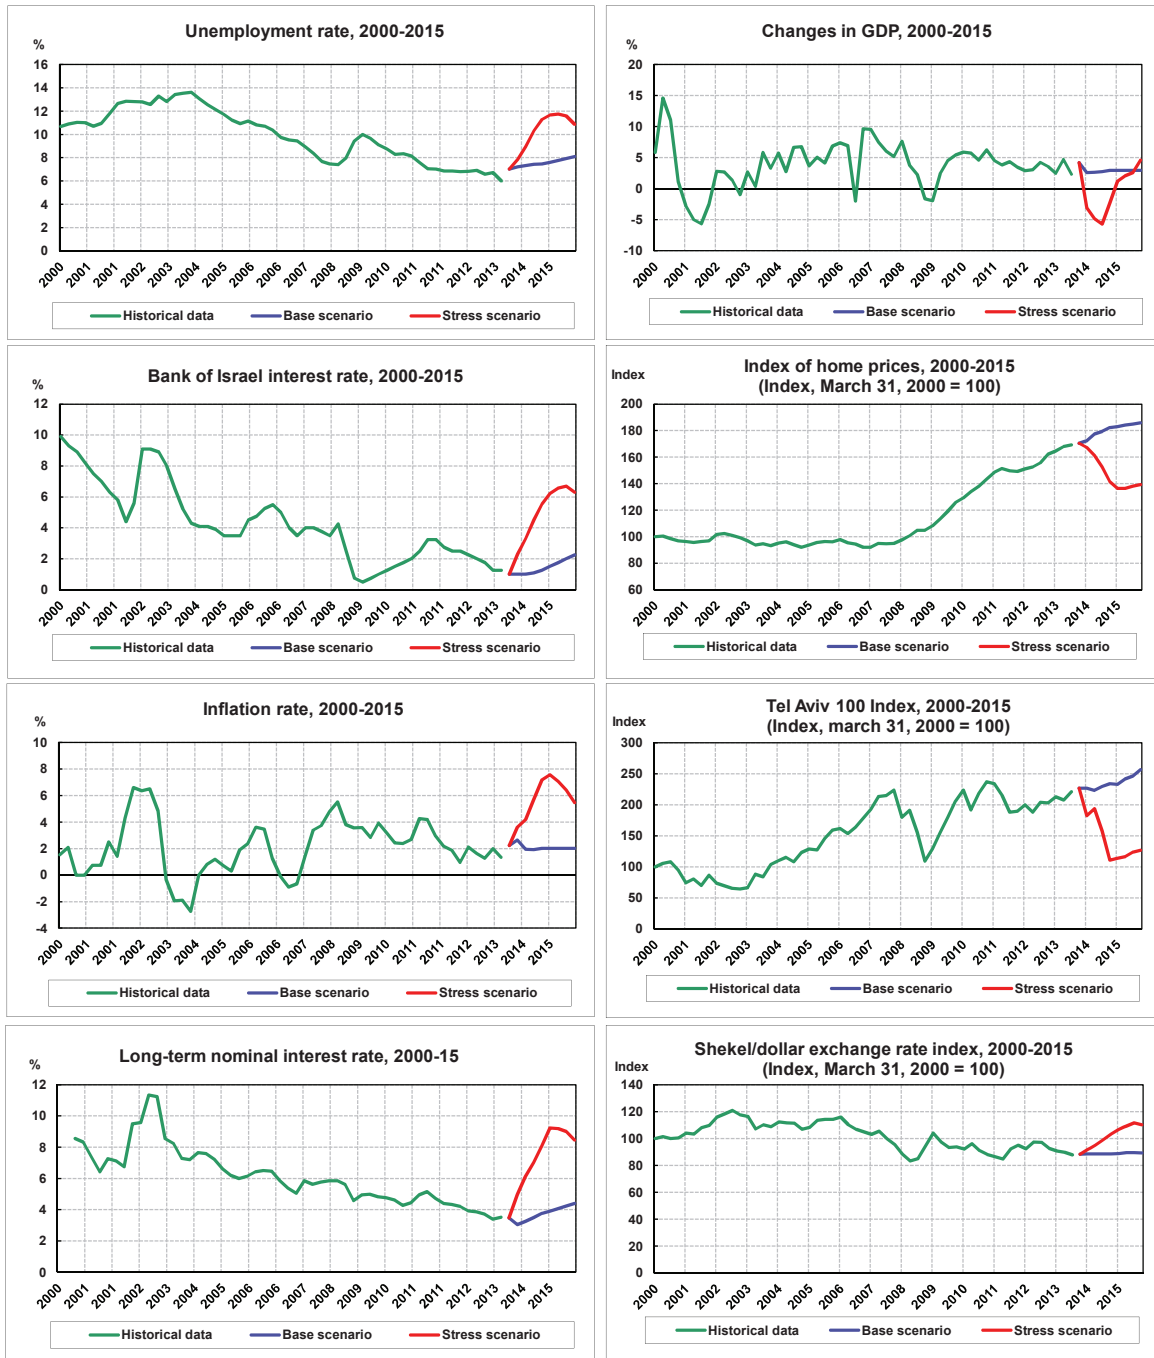 Unemployment rate, 2000-2015
%
16
14
12
10
8
6
4
2
0
2000 2001 2001 2002 2003 2004 2005 2006 2006 2007 2008 2009 2010 2011 2011 2012 2013 2014 2015
Historical data Base scenario Stress scenario
Changes in GDP, 2000-2015
%
20
15
10
5
0
-5
-10
2000 2001 2002 2003 2004 2005 2006 2007 2008 2009 2010 2011 2012 2013 2014 2015
Historical data Base scenario Stress scenario
Bank of Israel interest rate, 2000-2015
%
12
10
8
6
4
2
0
2000 2001 2001 2002 2003 2004 2005 2006 2006 2007 2008 2009 2010 2011 2011 2012 2013 2014 2015
Historical data Base scenario Stress scenario
Index of home prices, 2000-2015
(Index, March 31, 2000 = 100)
Index
200
180
160
140
120
100
80
60
2000 2001 2002 2003 2004 2005 2006 2007 2008 2009 2010 2011 2012 2013 2014 2015
Historical data Base scenario Stress scenario
Inflation rate, 2000-2015
%
10
8
6
4
2
0
-2
-4
2000 2001 2001 2002 2003 2004 2005 2006 2006 2007 2008 2009 2010 2011 2011 2012 2013 2014 2015
Historical data Base scenario Stress scenario
Tel Aviv 100 Index, 2000-2015
(Index, march 31, 2000 = 100)
Index
300
250
200
150
100
50
0
2000 2001 2002 2003 2004 2005 2006 2007 2008 2009 2010 2011 2012 2013 2014 2015
Historical data Base scenario Stress scenario
Long-term nominal interest rate, 2000-15
%
12
10
8
6
4
2
0
2000 2001 2001 2002 2003 2004 2005 2006 2006 2007 2008 2009 2010 2011 2011 2012 2013 2014 2015
Historical data Base scenario Stress scenario
Shekel/dollar exchange rate index, 2000-2015
(Index, March 31, 2000 = 100)
Index
140
120
100
80
60
40
20
0
2000 2001 2002 2003 2004 2005 2006 2007 2008 2009 2010 2011 2012 2013 2014 2015
Historical data Base scenario Stress scenario